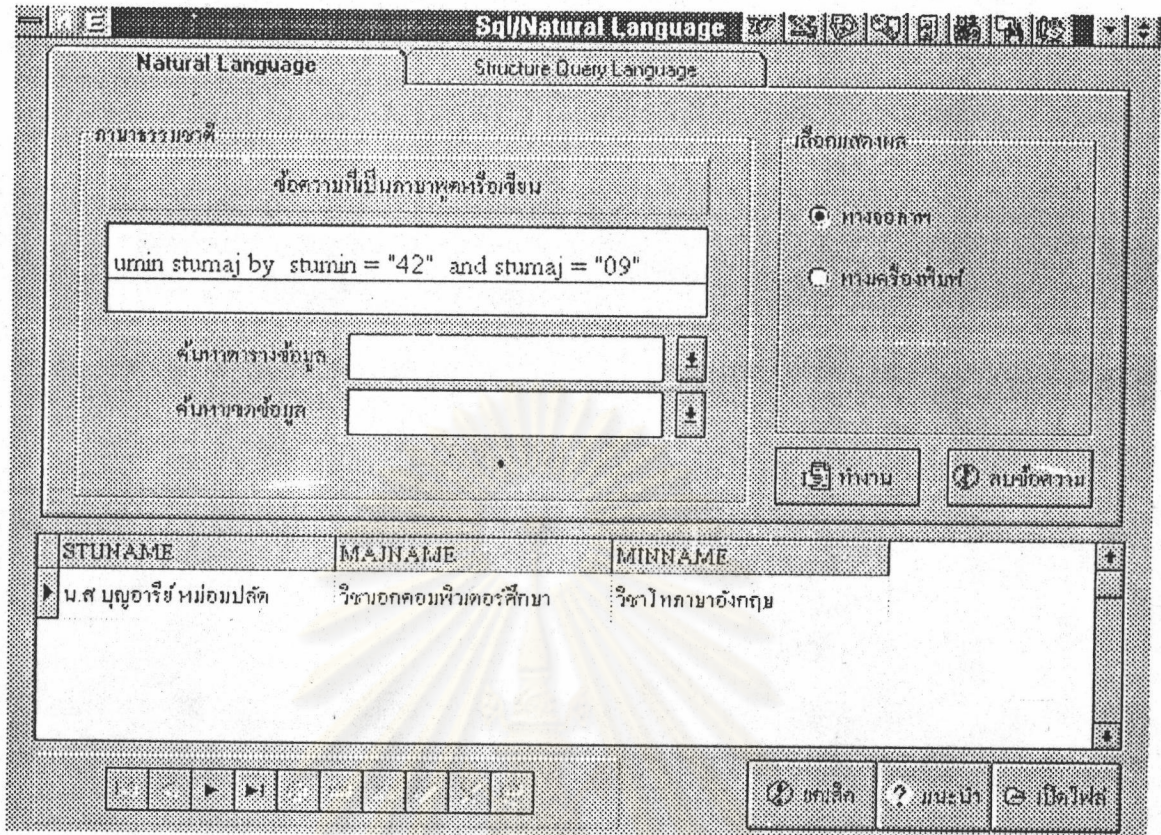 Sql/Natural Language
Natural Language
Structure Query Language
ภาษาธรรมชาติ
ข้อความที่เป็นภาษาพูดหรือเขียน
umin stumaj by stumin = "42" and stumaj = "09"
ค้นหาตารางข้อมูล
ค้นหาเขตข้อมูล
เลือกแสดงผล
ทางจอภาพ
ทางเครื่องพิมพ์
ทำงาน
ลบข้อความ
STUNAME MAJNAME MINNAME
น.ส บุญอารีย์ หม่อมปลัด วิชาเอกคอมพิวเตอร์ศึกษา วิชาโทภาษาอังกฤษ
ยกเลิก
แนะนำ
เปิดไฟล์